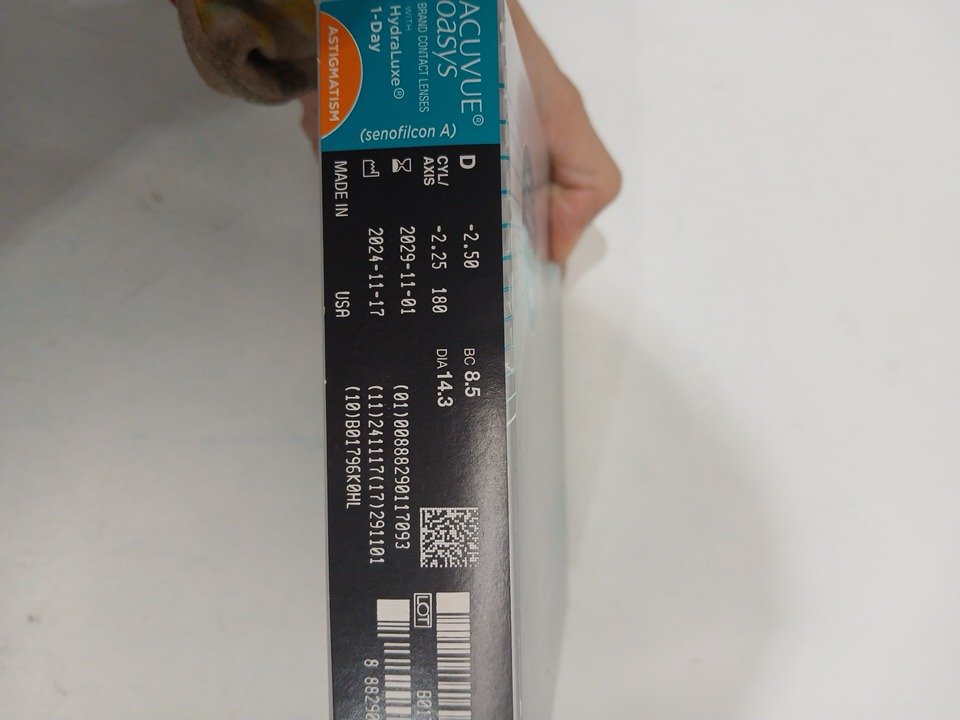 ACUVUE®
oasys
BRAND CONTACT LENSES
WITH
HydraLuxe®
1-Day
ASTIGMATISM
(senofilcon A)
D -2.50 BC 8.5
CYL/AXIS -2.25 180 DIA 14.3
2029-11-01
2024-11-17
MADE IN USA
(01)00888290117093
(11)241117(17)291101
(10)B01796K0HL
LOT
8 88290